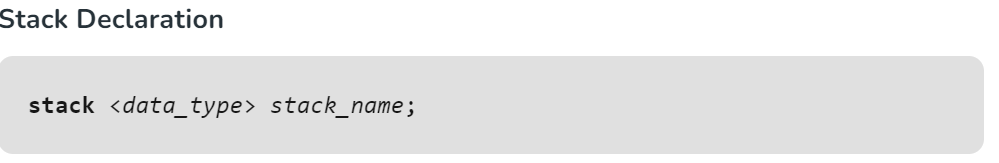 Stack Declaration
stack <data_type> stack_name;